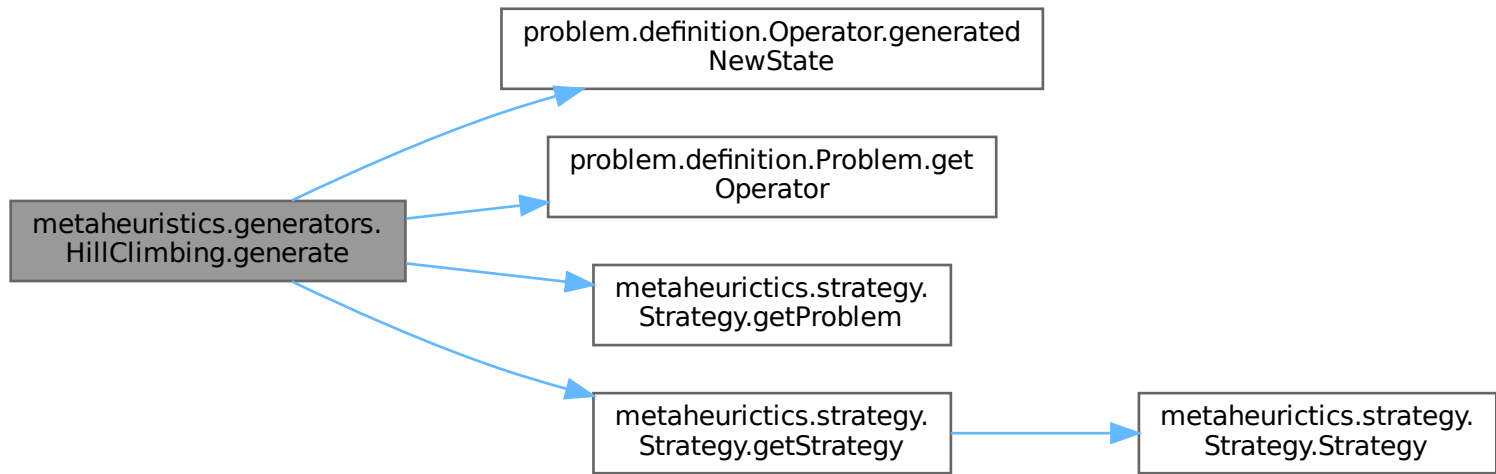 problem.definition.Operator.generated
NewState
problem.definition.Problem.get
Operator
metaheuristics.generators.
HillClimbing.generate
metaheurictics.strategy.
Strategy.getProblem
metaheurictics.strategy.
Strategy.getStrategy
metaheurictics.strategy.
Strategy.Strategy